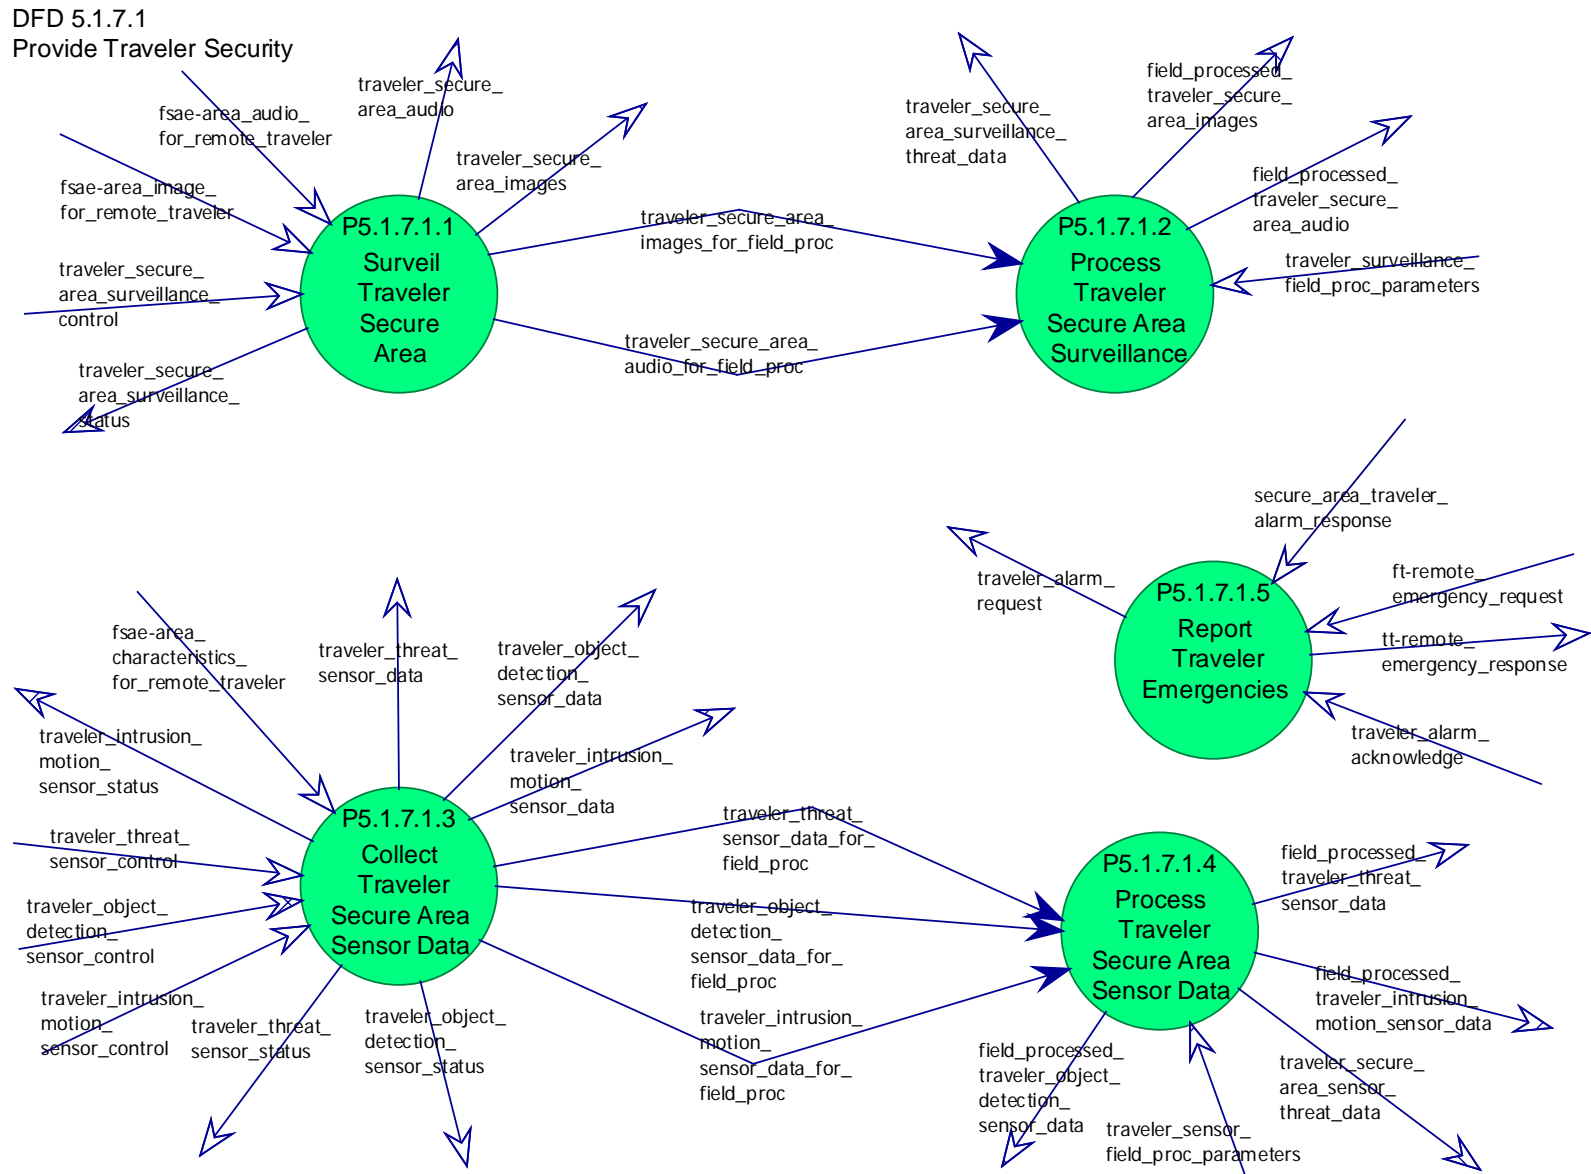 DFD 5.1.7.1
Provide Traveler Security
traveler_secure_
area_audio
fsae-area_audio_
for_remote_traveler
traveler_secure_
area_images
fsae-area_image_
for_remote_traveler
traveler_secure_
area_surveillance_
control
traveler_secure_
area_surveillance_
status
P5.1.7.1.1
Surveil
Traveler
Secure
Area
traveler_secure_area_
images_for_field_proc
traveler_secure_area_
audio_for_field_proc
traveler_secure_
area_surveillance_
threat_data
field_processed_
traveler_secure_
area_images
field_processed_
traveler_secure_
area_audio
traveler_surveillance_
field_proc_parameters
P5.1.7.1.2
Process
Traveler
Secure Area
Surveillance
secure_area_traveler_
alarm_response
traveler_alarm_
request
ft-remote_
emergency_request
tt-remote_
emergency_response
traveler_alarm_
acknowledge
P5.1.7.1.5
Report
Traveler
Emergencies
fsae-area_
characteristics_
for_remote_traveler
traveler_threat_
sensor_data
traveler_object_
detection_
sensor_data
traveler_intrusion_
motion_
sensor_status
traveler_intrusion_
motion_
sensor_data
traveler_threat_
sensor_control
traveler_object_
detection_
sensor_control
traveler_intrusion_
motion_
sensor_control
traveler_threat_
sensor_status
traveler_object_
detection_
sensor_status
P5.1.7.1.3
Collect
Traveler
Secure Area
Sensor Data
traveler_threat_
sensor_data_for_
field_proc
traveler_object_
detection_
sensor_data_for_
field_proc
traveler_intrusion_
motion_
sensor_data_for_
field_proc
P5.1.7.1.4
Process
Traveler
Secure Area
Sensor Data
field_processed_
traveler_threat_
sensor_data
field_processed_
traveler_intrusion_
motion_sensor_data
traveler_secure_
area_sensor_
threat_data
field_processed_
traveler_object_
detection_
sensor_data
traveler_sensor_
field_proc_parameters